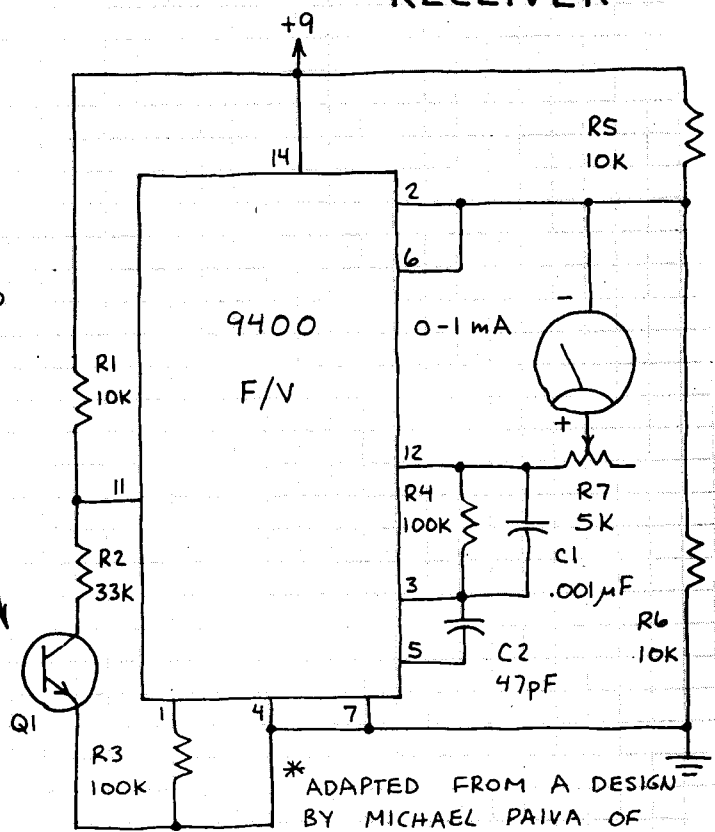 RECEIVER
+9
14
R5
10K
2
6
9400
F/V
0-1 mA
-
+
R1
10K
11
12
R4
100K
R7
5K
R2
33K
C1
.001µF
3
R6
10K
5
C2
47pF
Q1
1
4
7
R3
100K
* ADAPTED FROM A DESIGN
BY MICHAEL PAIVA OF